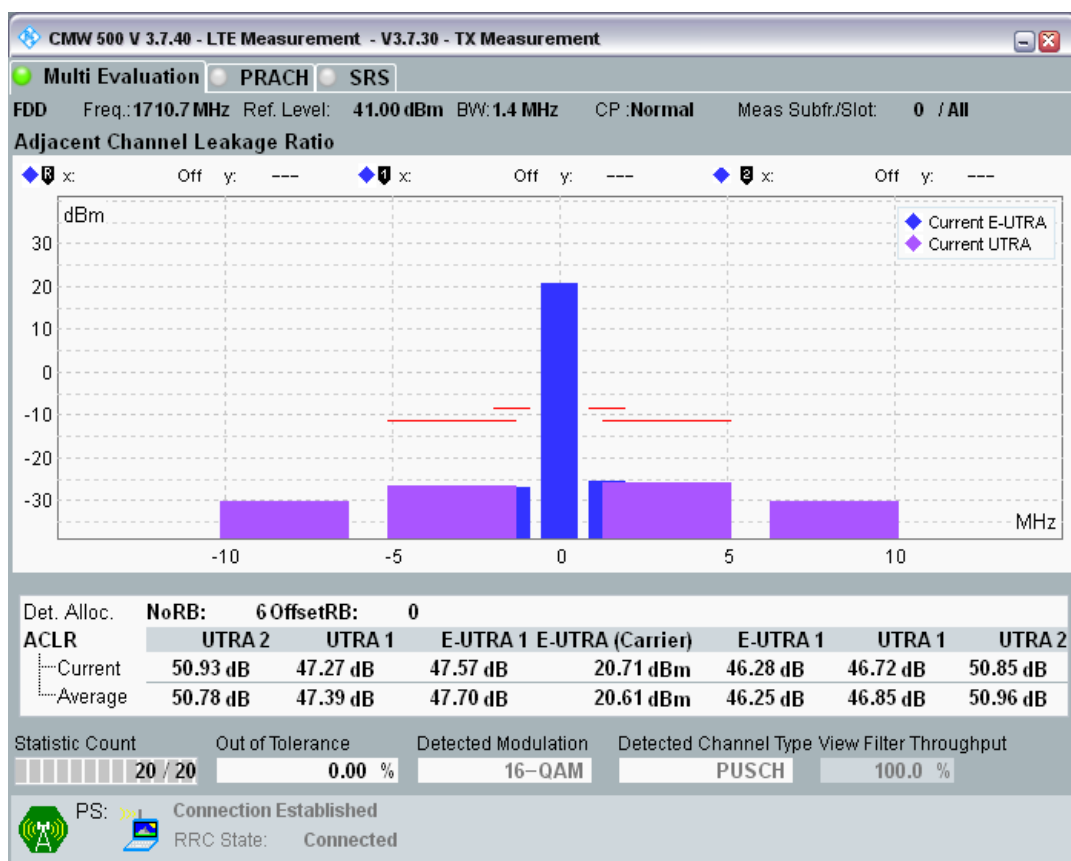 CMW 500 V 3.7.40 - LTE Measurement - V3.7.30 - TX Measurement
Multi Evaluation PRACH SRS
FDD Freq.: 1710.7 MHz Ref. Level: 41.00 dBm BW: 1.4 MHz CP :Normal Meas Subfr./Slot: 0 / All
Adjacent Channel Leakage Ratio
R x: Off y: --- 1 x: Off y: --- 2 x: Off y: ---
dBm
Current E-UTRA
Current UTRA
30
20
10
0
-10
-20
-30
MHz
-10 -5 0 5 10
Det. Alloc. NoRB: 6 OffsetRB: 0
ACLR UTRA 2 UTRA 1 E-UTRA 1 E-UTRA (Carrier) E-UTRA 1 UTRA 1 UTRA 2
Current 50.93 dB 47.27 dB 47.57 dB 20.71 dBm 46.28 dB 46.72 dB 50.85 dB
Average 50.78 dB 47.39 dB 47.70 dB 20.61 dBm 46.25 dB 46.85 dB 50.96 dB
Statistic Count Out of Tolerance Detected Modulation Detected Channel Type View Filter Throughput
20 / 20 0.00 % 16-QAM PUSCH 100.0 %
PS: Connection Established
RRC State: Connected